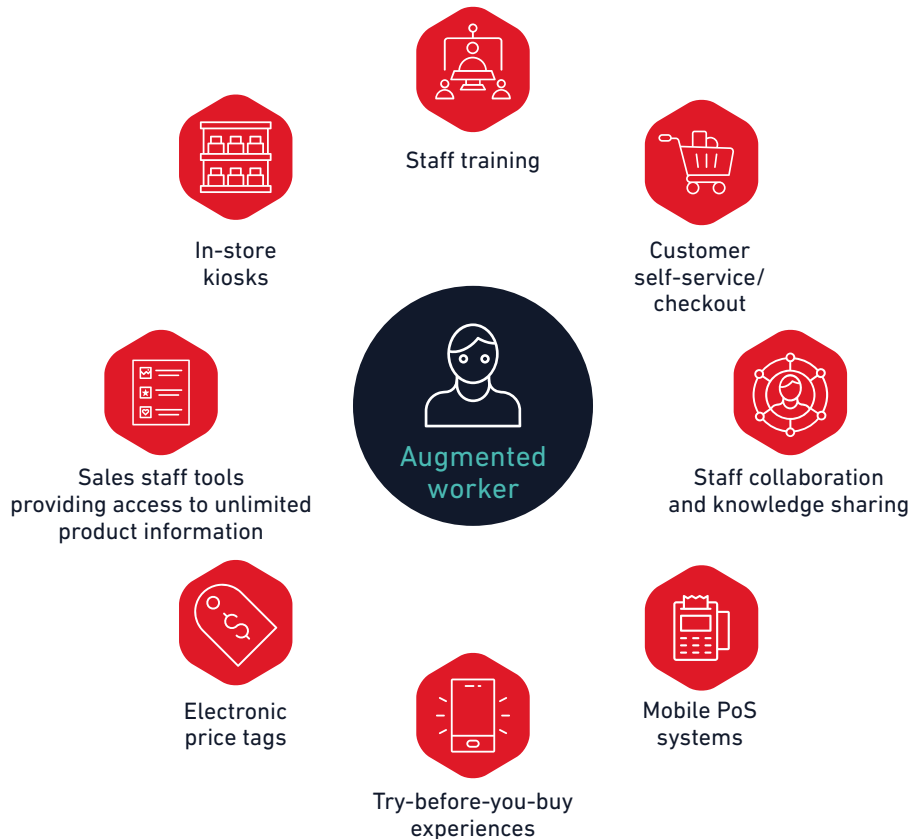 Staff training
In-store
kiosks
Customer
self-service/
checkout
Augmented
worker
Sales staff tools
providing access to unlimited
product information
Staff collaboration
and knowledge sharing
Electronic
price tags
Mobile PoS
systems
Try-before-you-buy
experiences